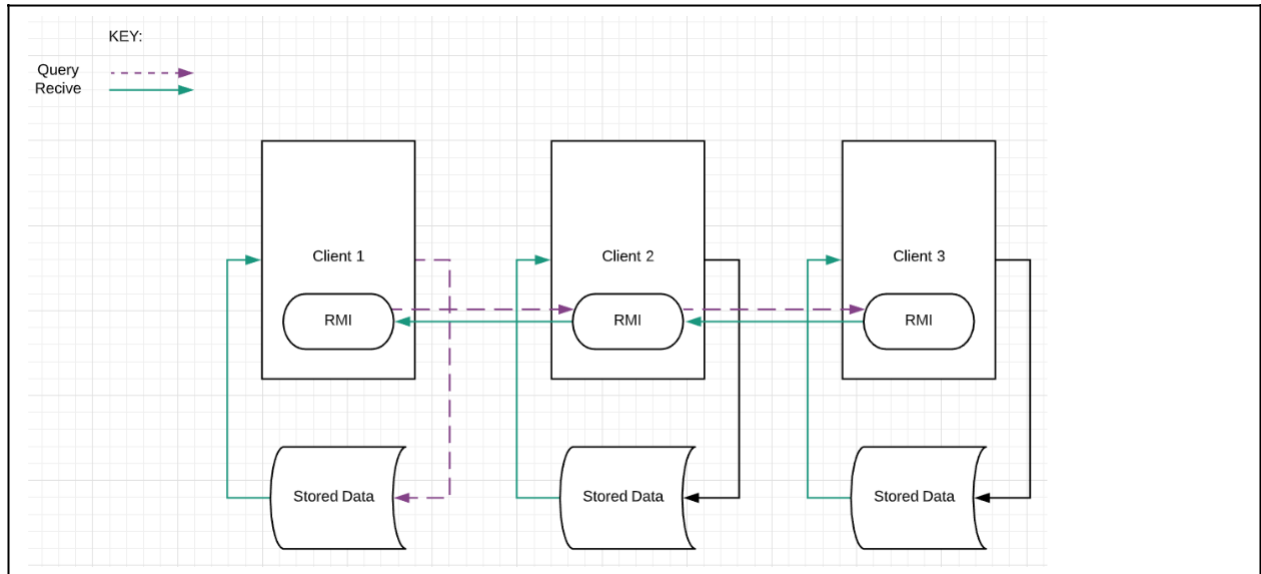 KEY:
Query
Recive
Client 1
Client 2
Client 3
RMI
RMI
RMI
Stored Data
Stored Data
Stored Data